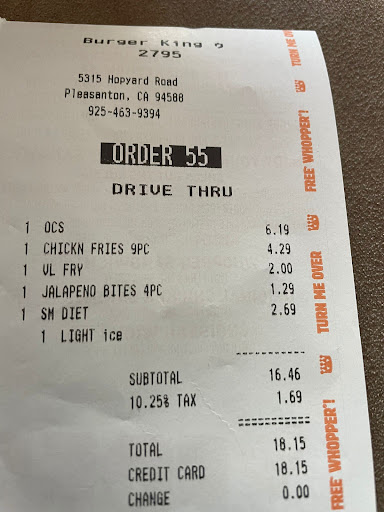 Burger King
2795
5315 Hopyard Road
Pleasanton, CA 94588
925-463-9394
ORDER 55
DRIVE THRU
1 OCS 6.19
1 CHICKN FRIES 9PC 4.29
1 VL FRY 2.00
1 JALAPENO BITES 4PC 1.29
1 SM DIET 2.69
1 LIGHT ice
SUBTOTAL 16.46
10.25% TAX 1.69
TOTAL 18.15
CREDIT CARD 18.15
CHANGE 0.00
TURN ME OVER
FREE WHOPPER®!
TURN ME OVER
FREE WHOPPER®!